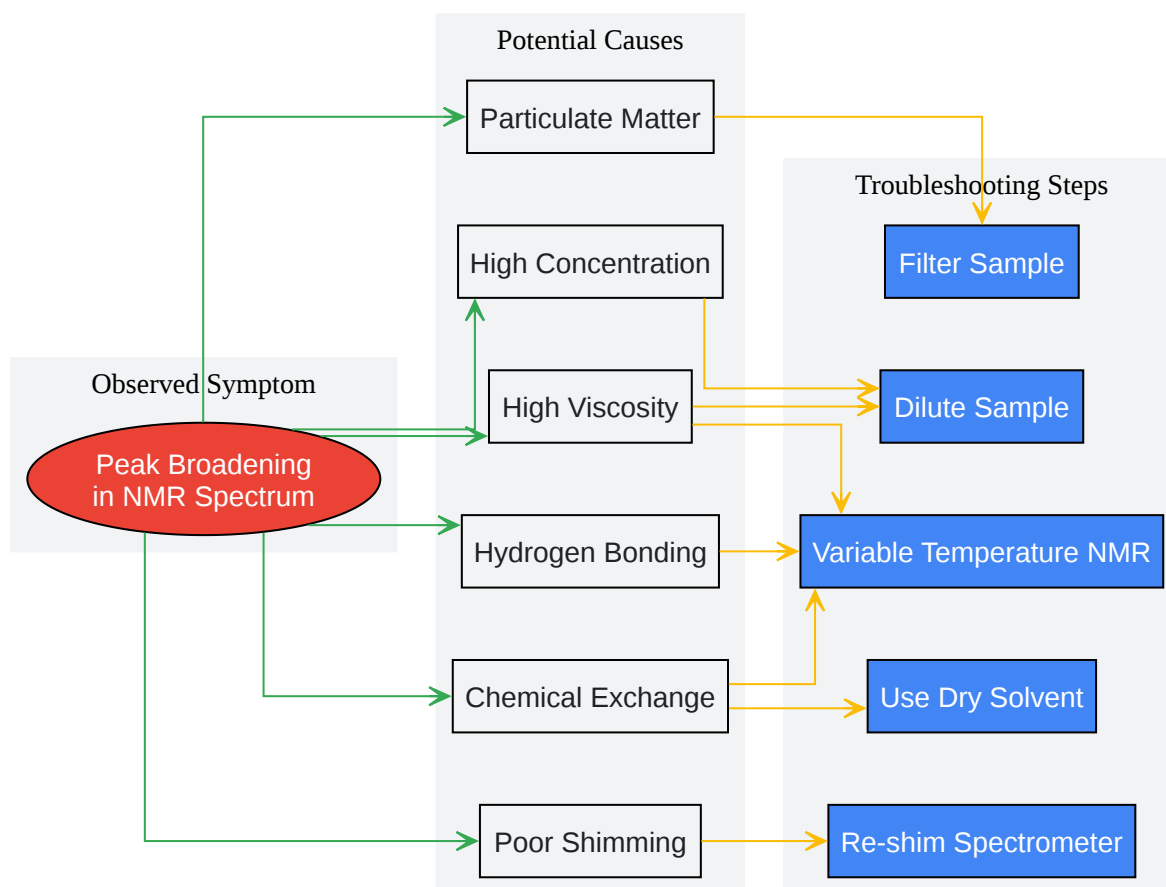 Potential Causes
Particulate Matter
Troubleshooting Steps
High Concentration
Filter Sample
Observed Symptom
High Viscosity
Dilute Sample
Peak Broadening
in NMR Spectrum
Hydrogen Bonding
Variable Temperature NMR
Chemical Exchange
Use Dry Solvent
Poor Shimming
Re-shim Spectrometer